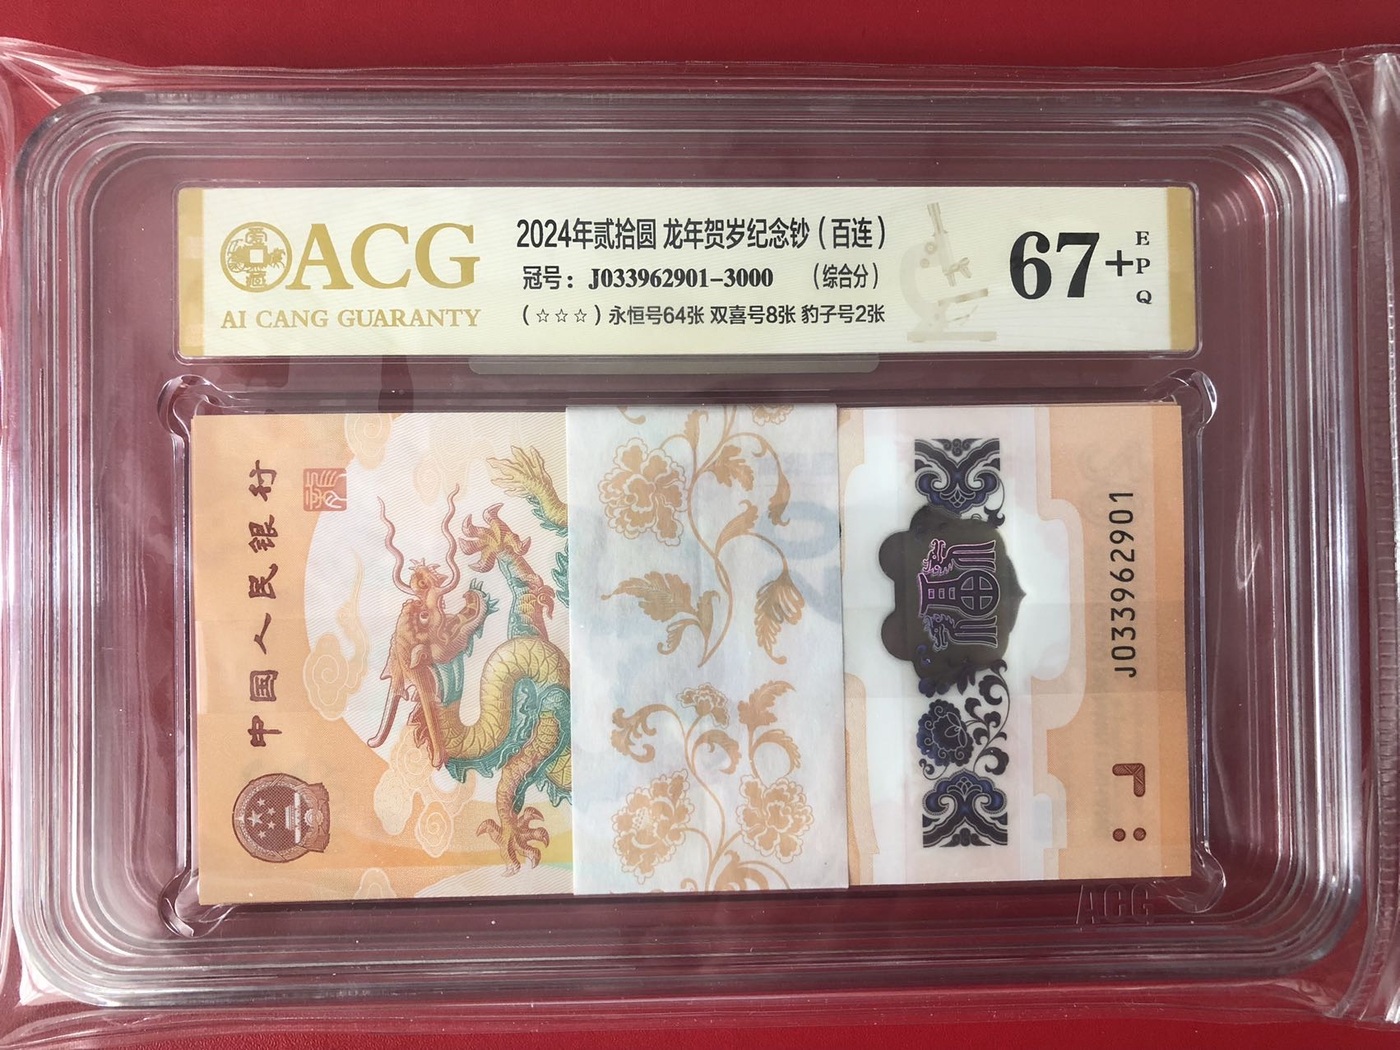 ACG
AI CANG GUARANTY
2024年贰拾圆 龙年贺岁纪念钞（百连）
冠号：J033962901-3000 （综合分）
（☆☆☆）永恒号64张 双喜号8张 豹子号2张
67+
EPQ
中国人民银行
J033962901
ACG